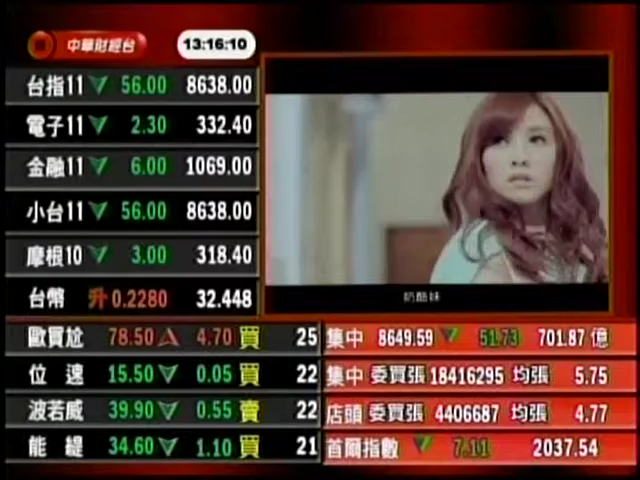 中華財經台 13:16:10
台指11 56.00 8638.00
電子11 2.30 332.40
金融11 6.00 1069.00
小台11 56.00 8638.00
摩根10 3.00 318.40
台幣 升 0.2280 32.448
奶酷妹
歐買尬 78.50 4.70 買 25
位速 15.50 0.05 買 22
波若威 39.90 0.55 賣 22
能緹 34.60 1.10 買 21
集中 8649.59 51.73 701.87 億
集中 委買張 18416295 均張 5.75
店頭 委買張 4406687 均張 4.77
首爾指數 7.11 2037.54